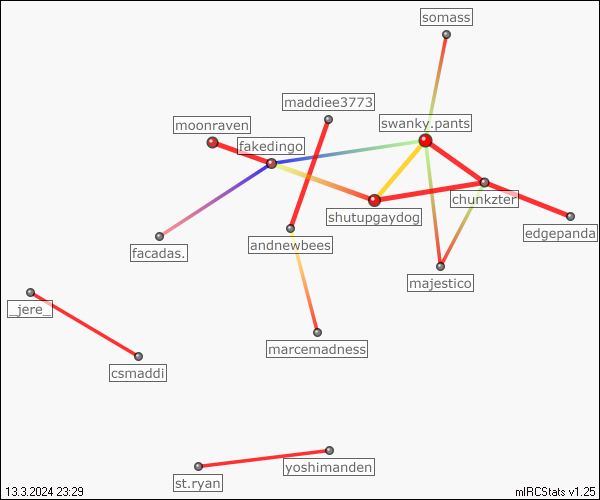 somass
maddiee3773
swanky.pants
moonraven
fakedingo
chunkzter
shutupgaydog
edgepanda
andnewbees
facadas.
majestico
_jere_
marcemadness
csmaddi
yoshimanden
st.ryan
13.3.2024 23:29
mIRCStats v1.25